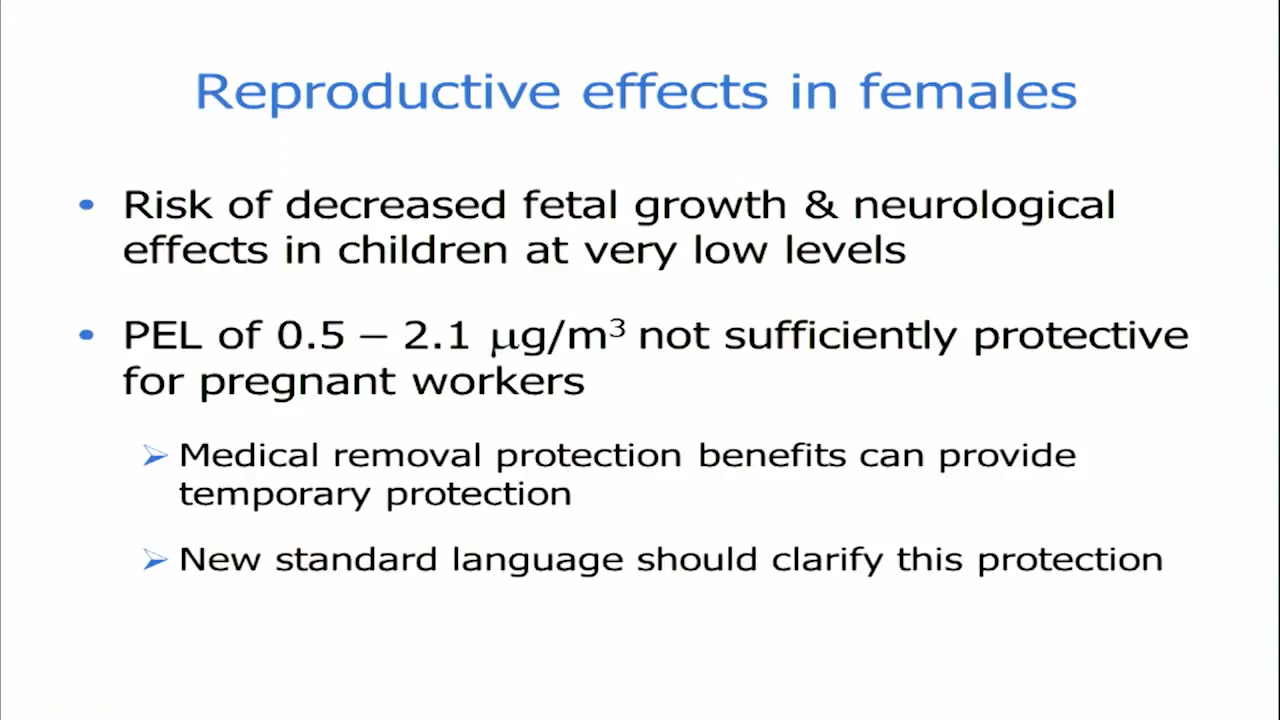 Reproductive effects in females
• Risk of decreased fetal growth & neurological
effects in children at very low levels
• PEL of 0.5 – 2.1 µg/m³ not sufficiently protective
for pregnant workers
➢ Medical removal protection benefits can provide
temporary protection
➢ New standard language should clarify this protection